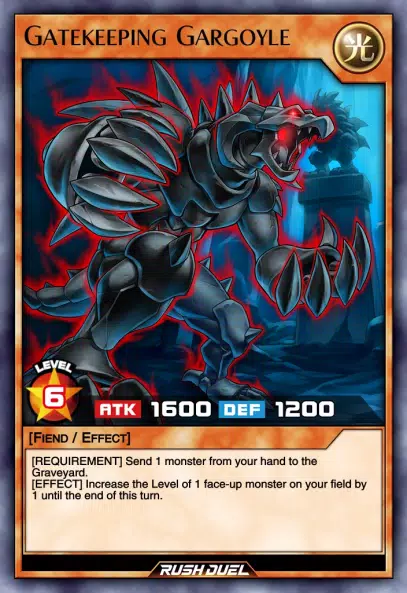 Gatekeeping Gargoyle
光
LEVEL
6
ATK 1600 DEF 1200
[Fiend / Effect]
[REQUIREMENT] Send 1 monster from your hand to the
Graveyard.
[EFFECT] Increase the Level of 1 face-up monster on your field by
1 until the end of this turn.
RUSH DUEL